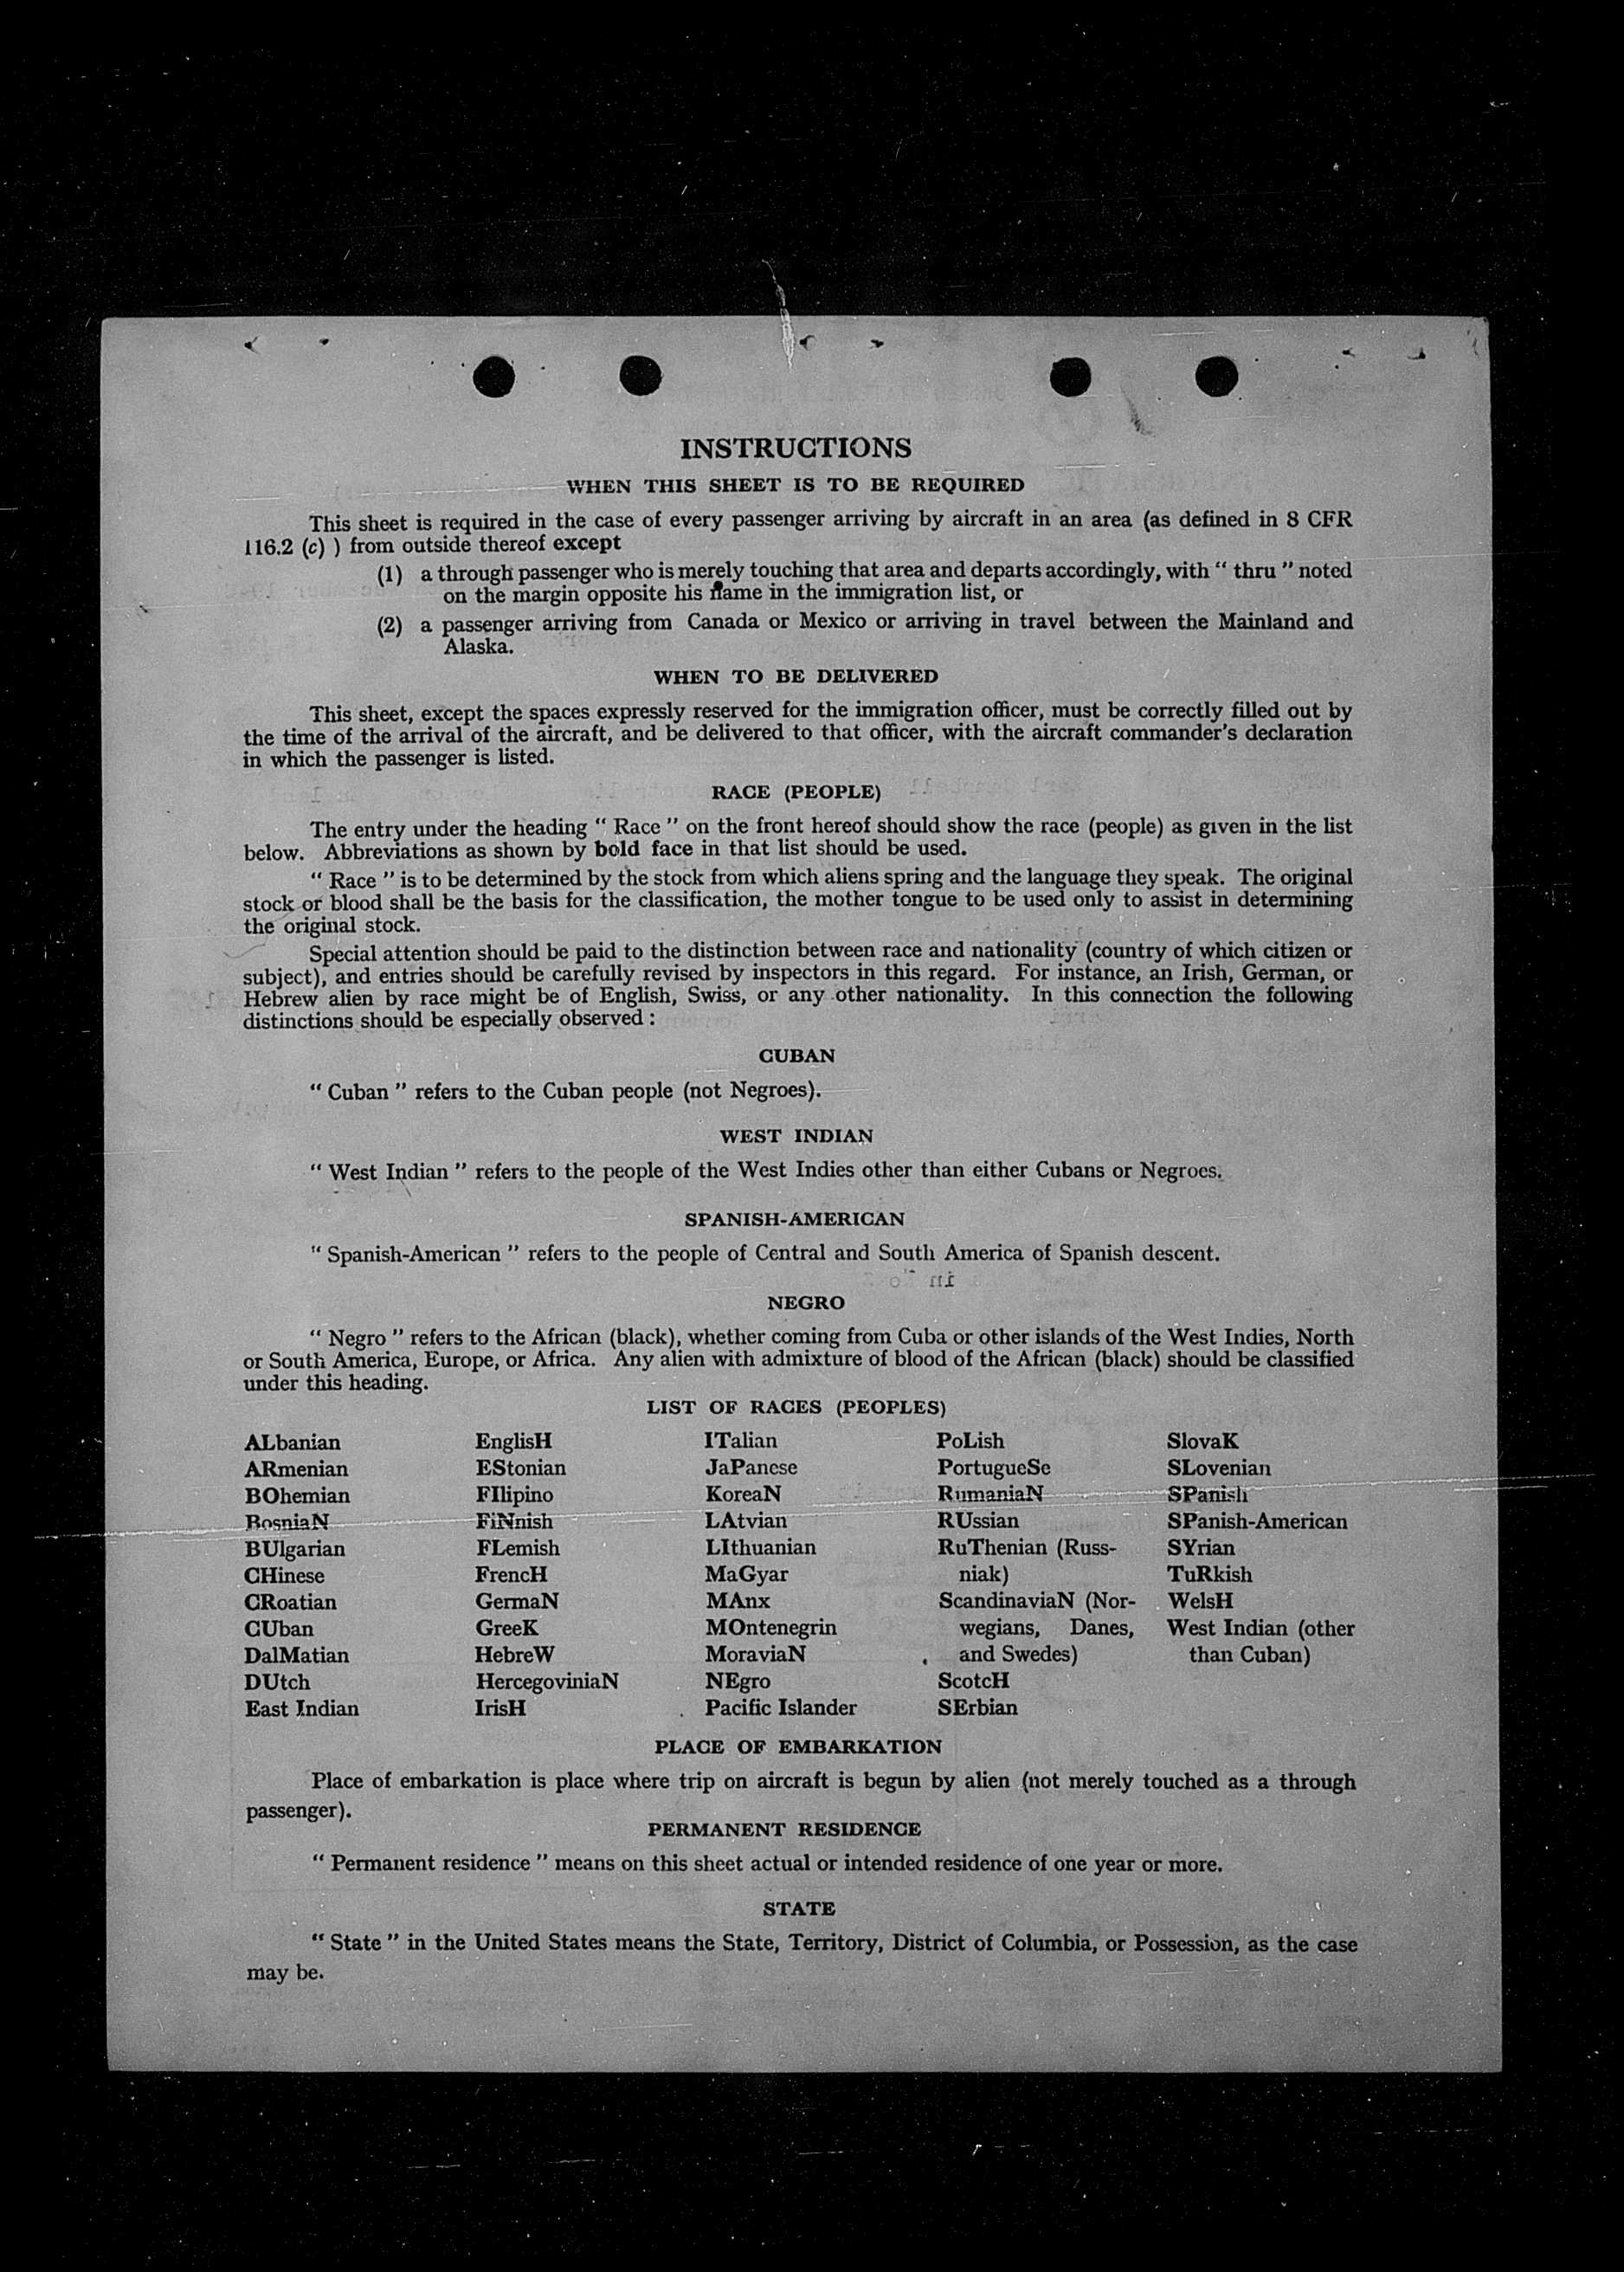 INSTRUCTIONS
WHEN THIS SHEET IS TO BE REQUIRED
This sheet is required in the case of every passenger arriving by aircraft in an area (as defined in 8 CFR
116.2 (c) ) from outside thereof except
(1) a through passenger who is merely touching that area and departs accordingly, with “ thru ” noted
on the margin opposite his name in the immigration list, or
(2) a passenger arriving from Canada or Mexico or arriving in travel between the Mainland and
Alaska.
WHEN TO BE DELIVERED
This sheet, except the spaces expressly reserved for the immigration officer, must be correctly filled out by
the time of the arrival of the aircraft, and be delivered to that officer, with the aircraft commander's declaration
in which the passenger is listed.
RACE (PEOPLE)
The entry under the heading “ Race ” on the front hereof should show the race (people) as given in the list
below. Abbreviations as shown by bold face in that list should be used.
“ Race ” is to be determined by the stock from which aliens spring and the language they speak. The original
stock or blood shall be the basis for the classification, the mother tongue to be used only to assist in determining
the original stock.
Special attention should be paid to the distinction between race and nationality (country of which citizen or
subject), and entries should be carefully revised by inspectors in this regard. For instance, an Irish, German, or
Hebrew alien by race might be of English, Swiss, or any other nationality. In this connection the following
distinctions should be especially observed :
CUBAN
“ Cuban ” refers to the Cuban people (not Negroes).
WEST INDIAN
“ West Indian ” refers to the people of the West Indies other than either Cubans or Negroes.
SPANISH-AMERICAN
“ Spanish-American ” refers to the people of Central and South America of Spanish descent.
NEGRO
“ Negro ” refers to the African (black), whether coming from Cuba or other islands of the West Indies, North
or South America, Europe, or Africa. Any alien with admixture of blood of the African (black) should be classified
under this heading.
LIST OF RACES (PEOPLES)
ALbanian
ARmenian
BOhemian
BosniaN
BUlgarian
CHinese
CRoatian
CUban
DalMatian
DUtch
East Indian
EnglisH
EStonian
FIlipino
FiNnish
FLemish
FrencH
GermaN
GreeK
HebreW
HercegoviniaN
IrisH
ITalian
JaPanese
KoreaN
LAtvian
LIthuanian
MaGyar
MAnx
MOntenegrin
MoraviaN
NEgro
Pacific Islander
PoLish
PortugueSe
RumaniaN
RUssian
RuThenian (Russ-
niak)
ScandinaviaN (Nor-
wegians, Danes,
and Swedes)
ScotcH
SErbian
SlovaK
SLovenian
SPanish
SPanish-American
SYrian
TuRkish
WelsH
West Indian (other
than Cuban)
PLACE OF EMBARKATION
Place of embarkation is place where trip on aircraft is begun by alien (not merely touched as a through
passenger).
PERMANENT RESIDENCE
“ Permanent residence ” means on this sheet actual or intended residence of one year or more.
STATE
“ State ” in the United States means the State, Territory, District of Columbia, or Possession, as the case
may be.